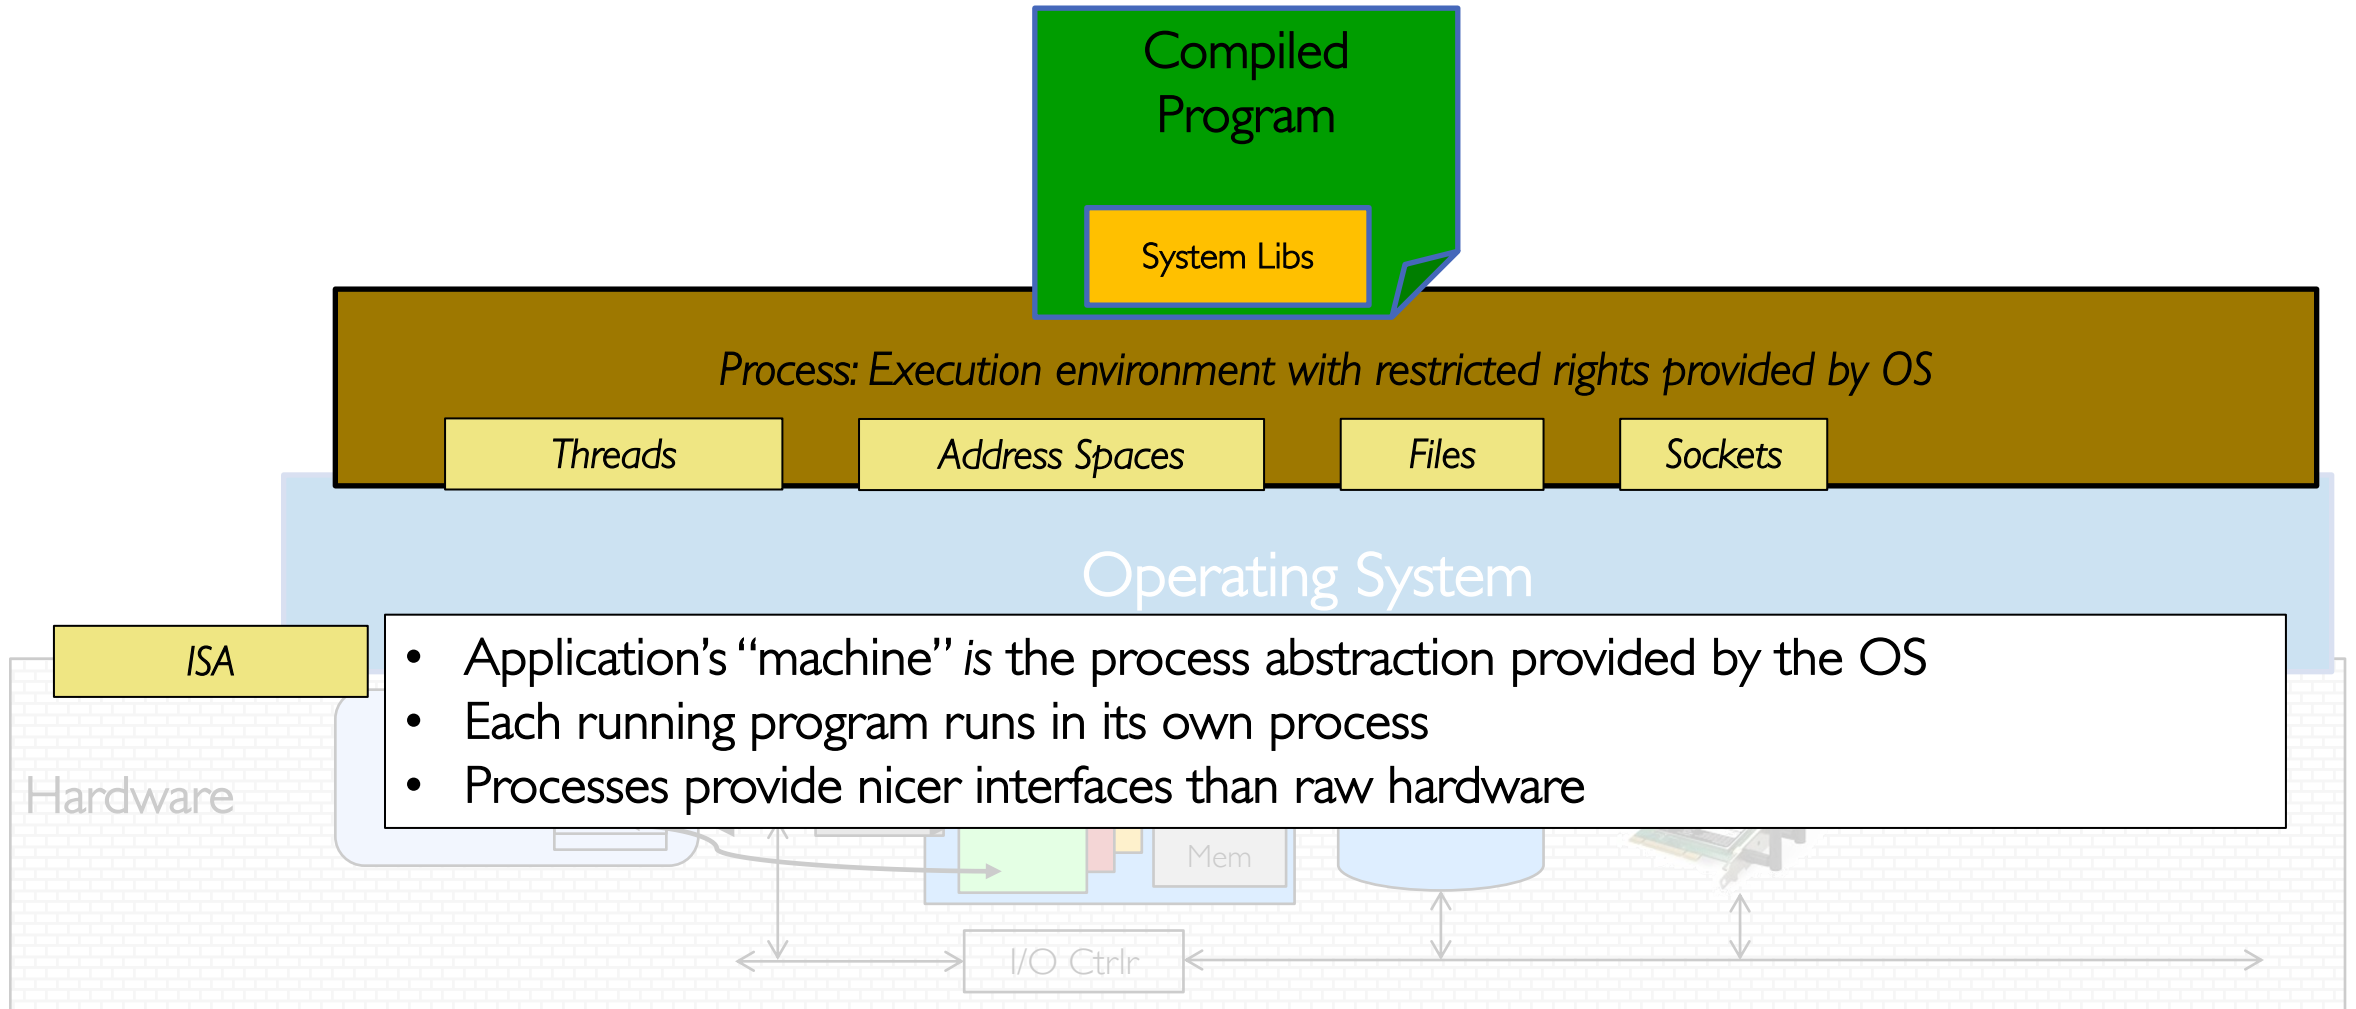 Compiled
Program
System Libs
Process: Execution environment with restricted rights provided by OS
Threads
Address Spaces
Files
Sockets
Operating System
ISA
• Application’s “machine” is the process abstraction provided by the OS
• Each running program runs in its own process
• Processes provide nicer interfaces than raw hardware
Hardware
Mem
I/O Ctrlr